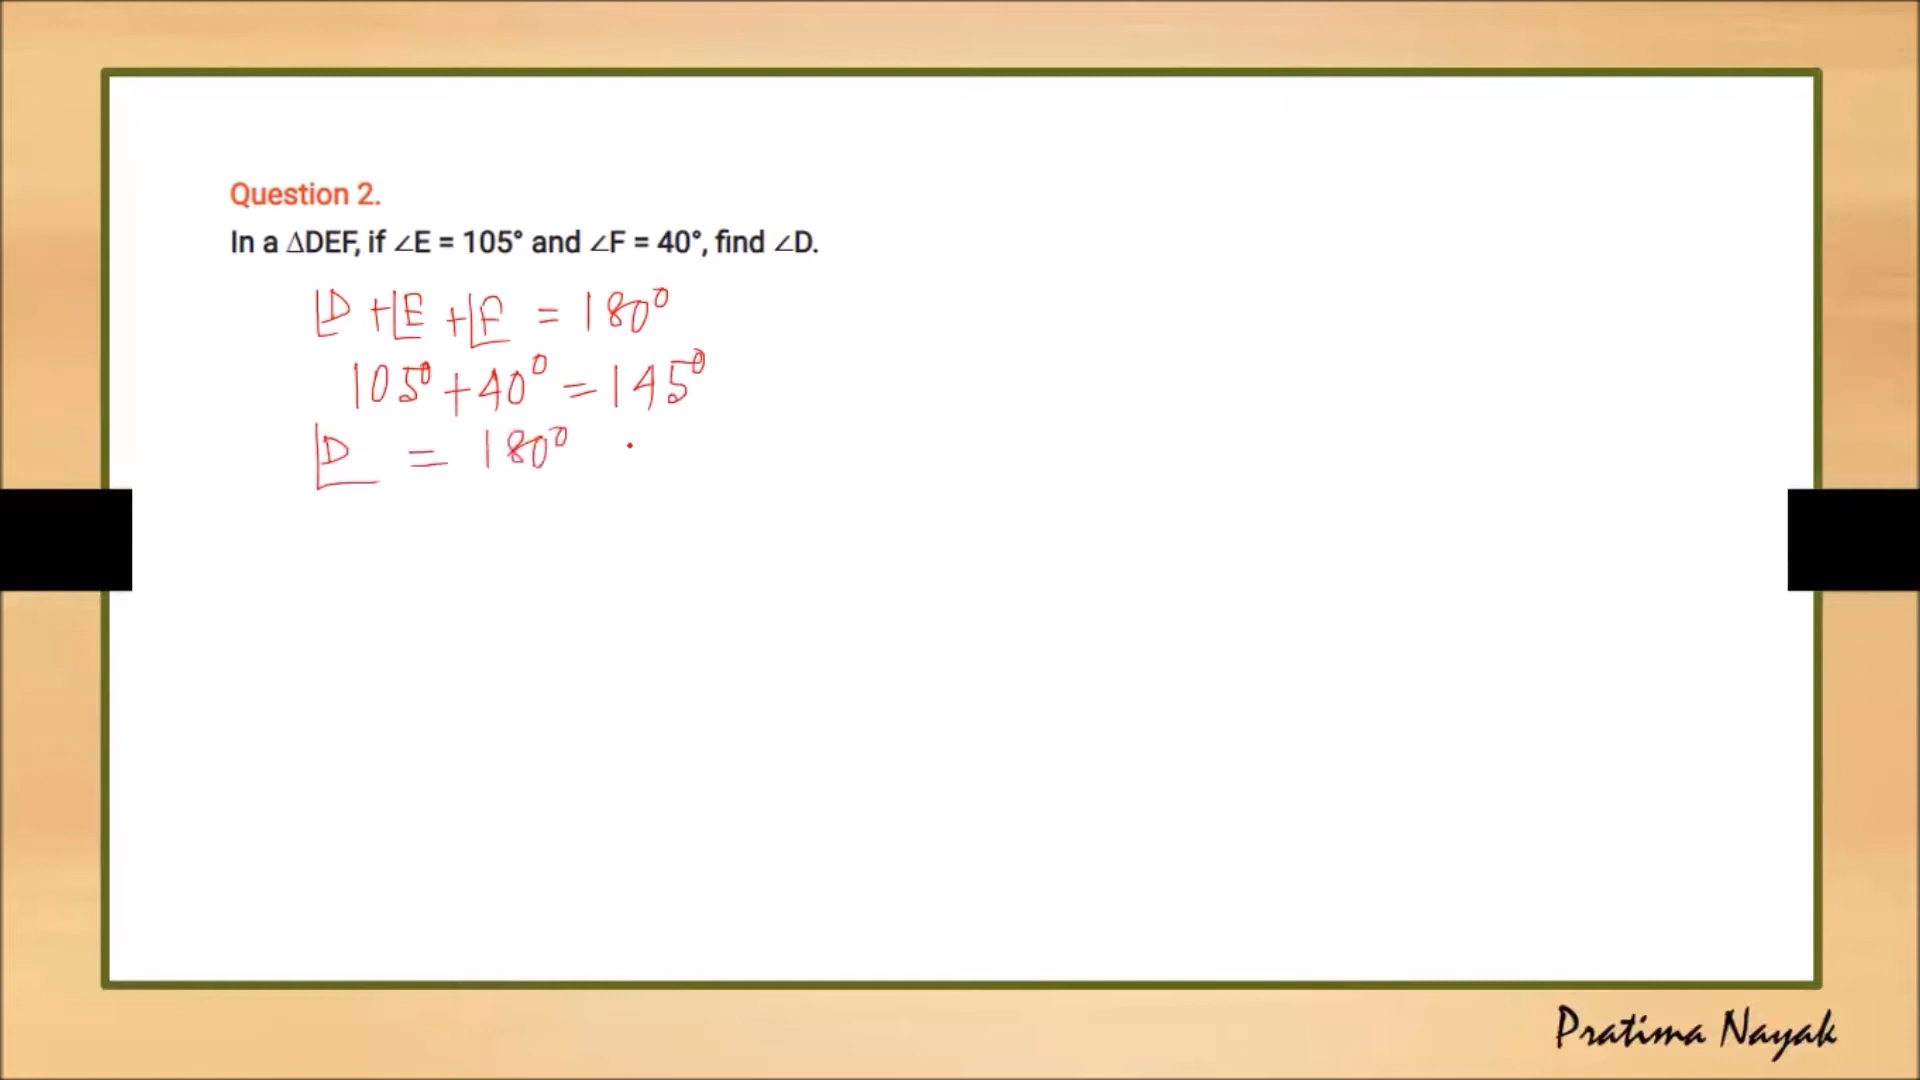 Question 2.
In a ΔDEF, if ∠E = 105° and ∠F = 40°, find ∠D.
∠D + ∠E + ∠F = 180°
105° + 40° = 145°
∠D = 180°
Pratima Nayak